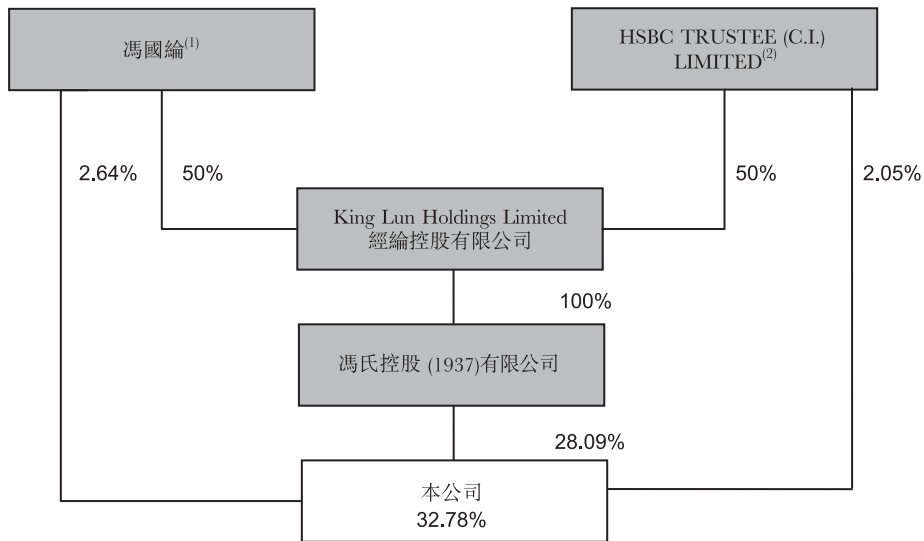 馮國綸(1)
HSBC TRUSTEE (C.I.)
LIMITED(2)
2.64%
50%
50%
2.05%
King Lun Holdings Limited
經綸控股有限公司
100%
馮氏控股 (1937)有限公司
28.09%
本公司
32.78%